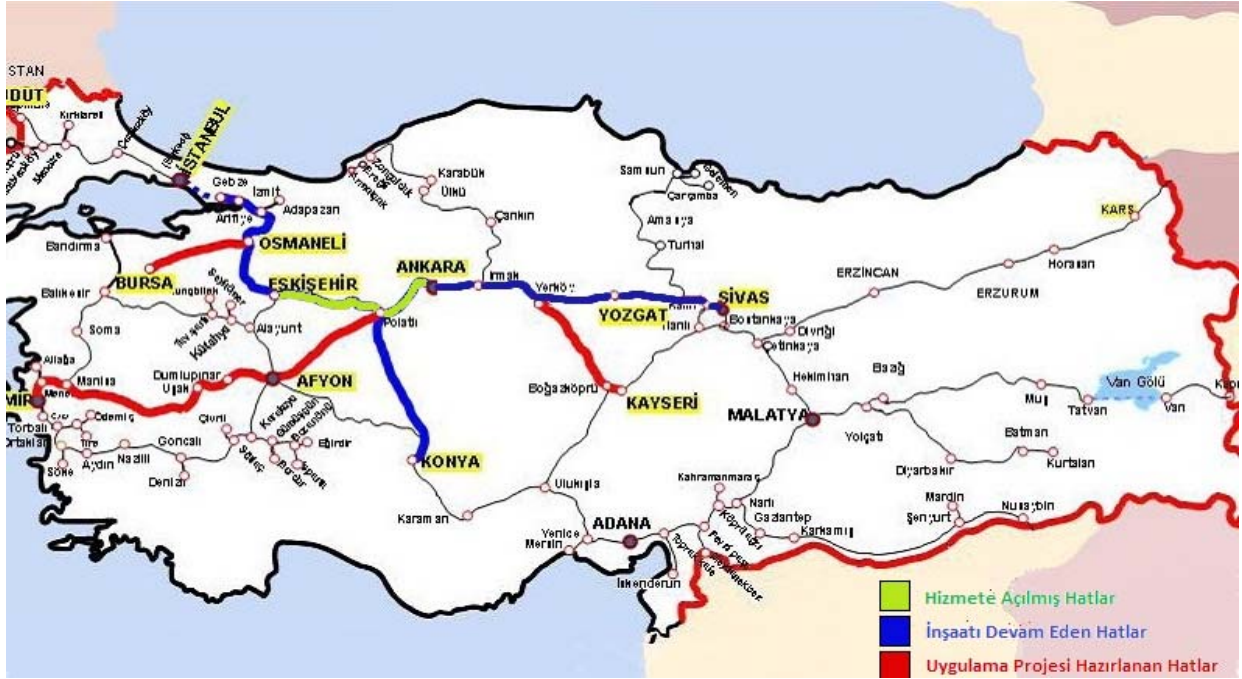 İSTANBUL
Kırklareli
Gebze
İzmit
Arifiye
Adapazarı
Bandırma
OSMANELİ
BURSA
Karabük
Ülkü
Çankırı
Samsun
Çarşamba
Amasya
Turhal
KARS
Horasan
ERZİNCAN
ERZURUM
ANKARA
Irmak
Yerköy
ESKİŞEHİR
Polatlı
YOZGAT
SİVAS
Kalın
Hanlı
Bostankaya
Divriği
Çetinkaya
Balıkesir
Soma
Kütahya
Alayunt
Aliağa
Manisa
Dumlupınar
Uşak
AFYON
Boğazköprü
KAYSERİ
Hekimhan
MALATYA
Yolçatı
Muş
Tatvan
Van Gölü
Van
Torbalı
Ödemiş
Tire
Söke
Aydın
Nazilli
Goncalı
Denizli
Çivril
Eğirdir
KONYA
Karaman
Ulukışla
Diyarbakır
Batman
Kurtalan
Kahramanmaraş
Narlı
Gaziantep
Karkamış
Mardin
Şenyurt
Nusaybin
Yenice
Mersin
ADANA
Toprakkale
İskenderun
Hizmete Açılmış Hatlar
İnşaatı Devam Eden Hatlar
Uygulama Projesi Hazırlanan Hatlar